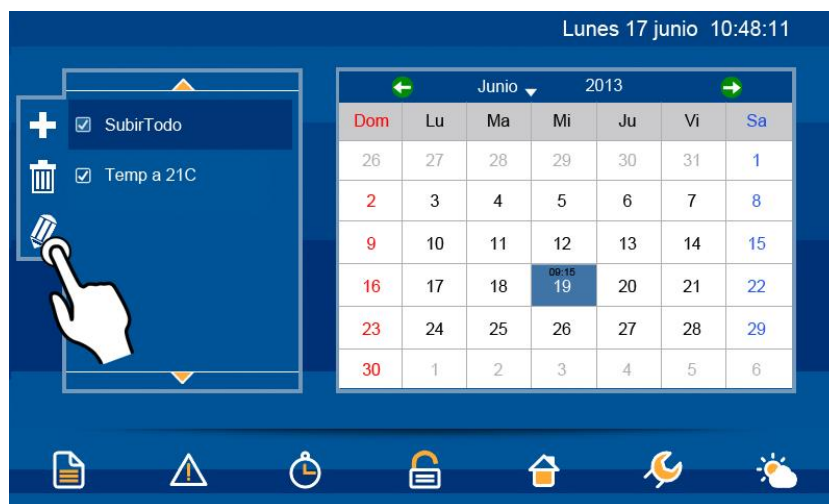 Lunes 17 junio 10:48:11
SubirTodo
Temp a 21C
Junio 2013
Dom Lu Ma Mi Ju Vi Sa
26 27 28 29 30 31 1
2 3 4 5 6 7 8
9 10 11 12 13 14 15
09:15
16 17 18 19 20 21 22
23 24 25 26 27 28 29
30 1 2 3 4 5 6